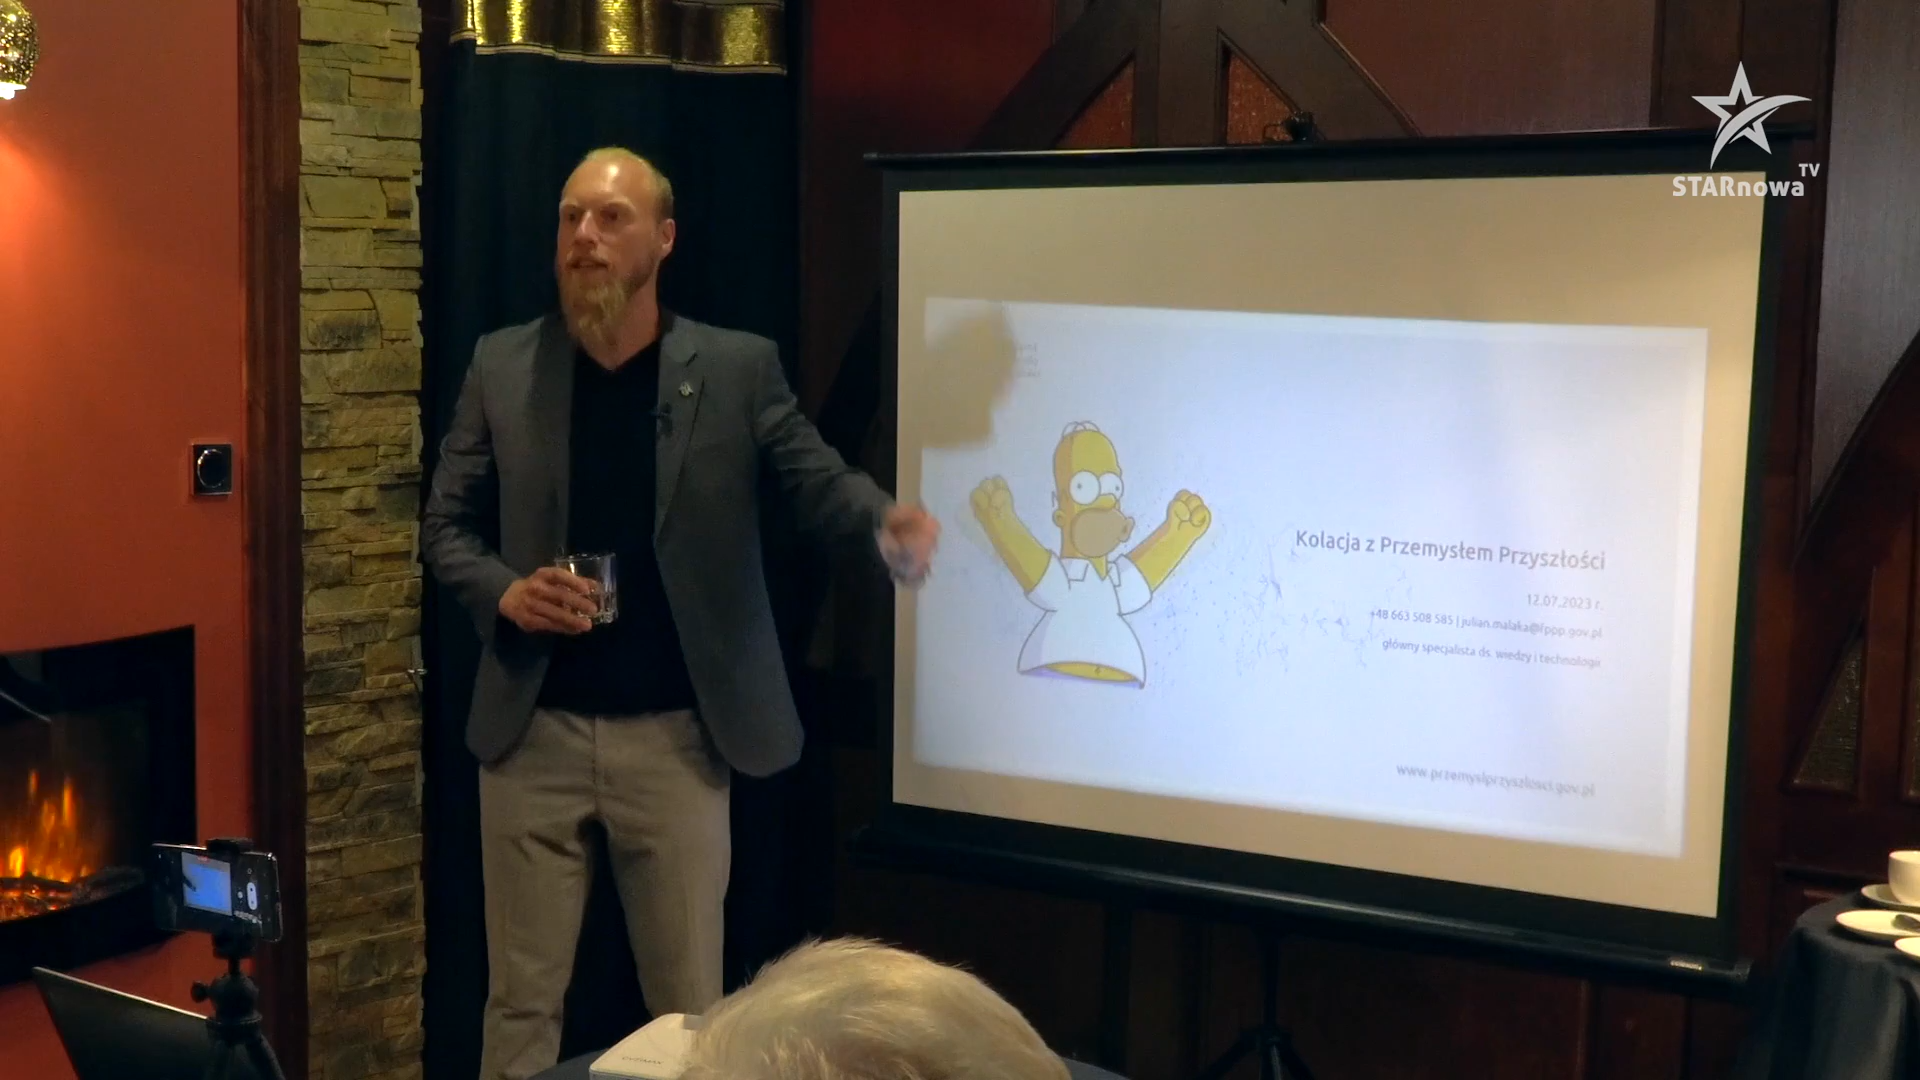 TV
STARnowa
Kolacja z Przemysłem Przyszłości
12.07.2023 r.
+48 663 508 585 | julian.malaka@fppp.gov.pl
główny specjalista ds. wiedzy i technologii
www.przemyslprzyszlosci.gov.pl